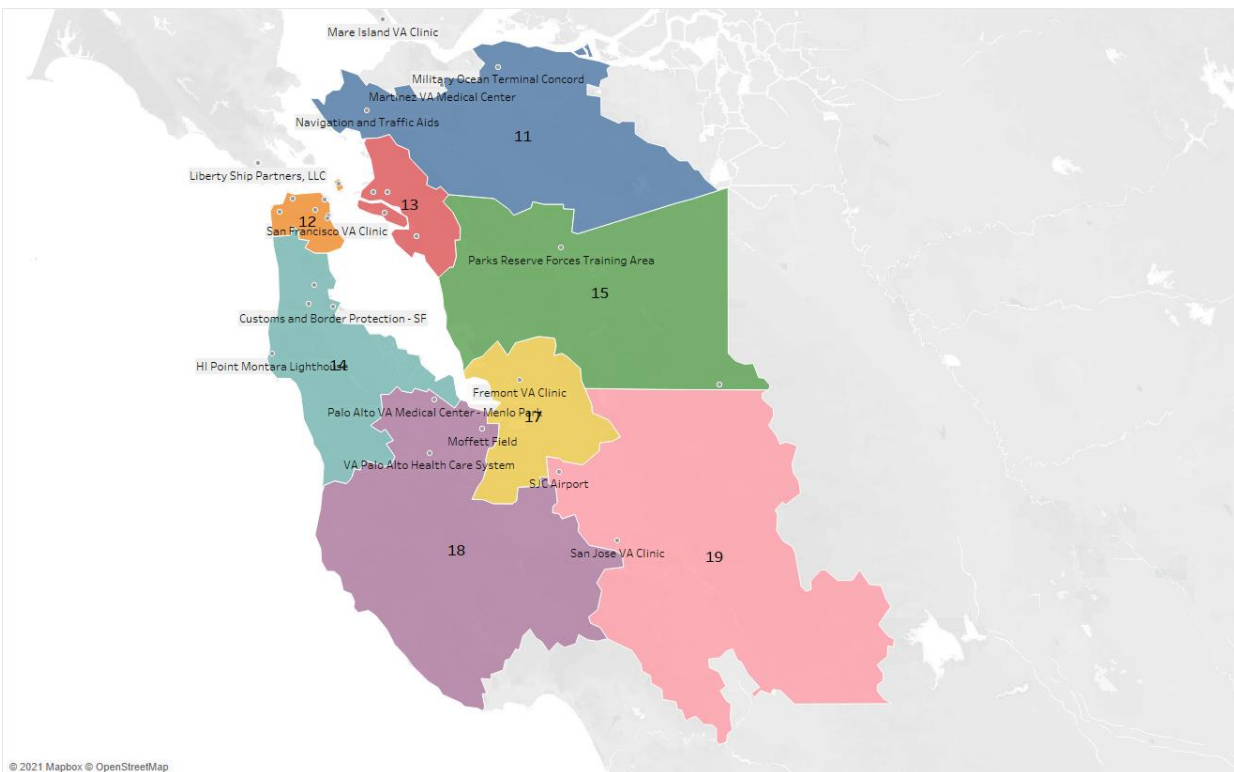 Mare Island VA Clinic
Military Ocean Terminal Concord
Martinez VA Medical Center
Navigation and Traffic Aids
11
Liberty Ship Partners, LLC
13
12
San Francisco VA Clinic
Parks Reserve Forces Training Area
15
Customs and Border Protection - SF
HI Point Montara Lighthouse
14
Fremont VA Clinic
Palo Alto VA Medical Center - Menlo Park
17
Moffett Field
VA Palo Alto Health Care System
SJC Airport
18
San Jose VA Clinic
19
© 2021 Mapbox © OpenStreetMap